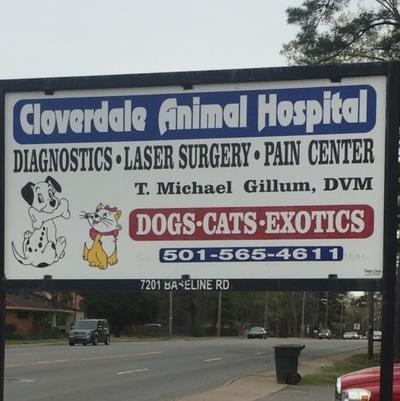 Cloverdale Animal Hospital
DIAGNOSTICS • LASER SURGERY • PAIN CENTER
T. Michael Gillum, DVM
DOGS • CATS • EXOTICS
501-565-4611
7201 BASELINE RD